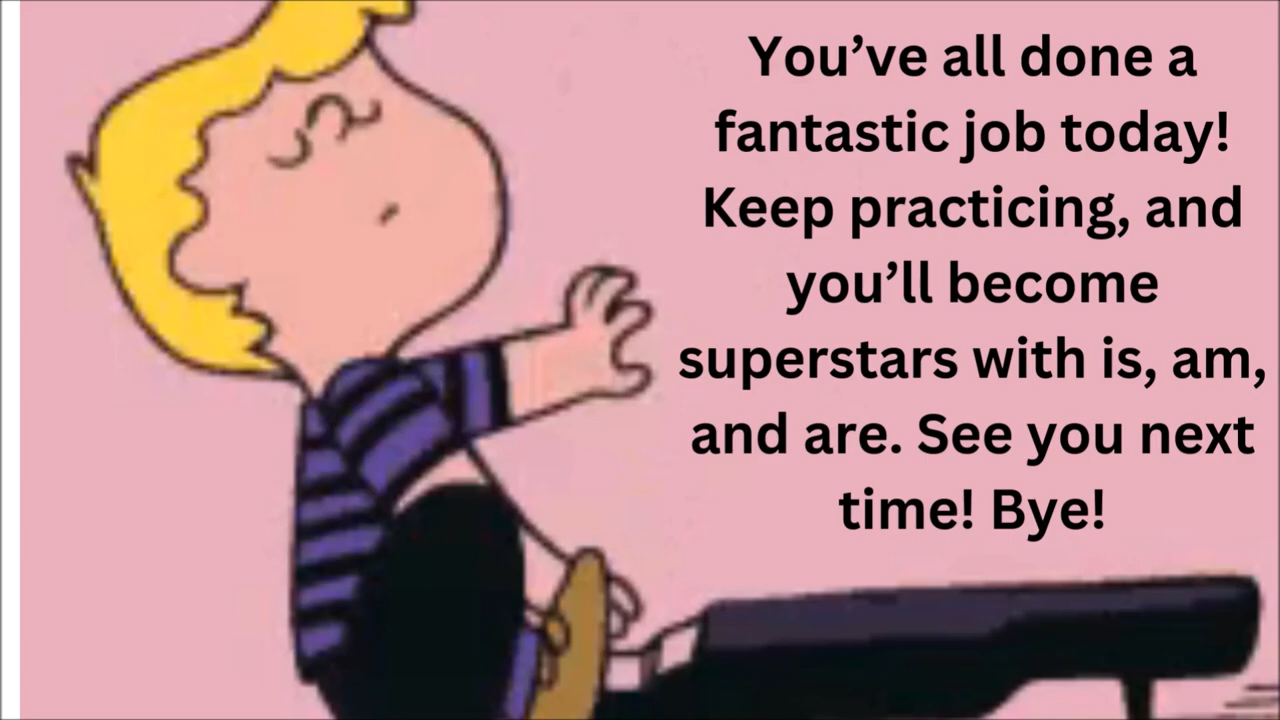 You’ve all done a
fantastic job today!
Keep practicing, and
you’ll become
superstars with is, am,
and are. See you next
time! Bye!